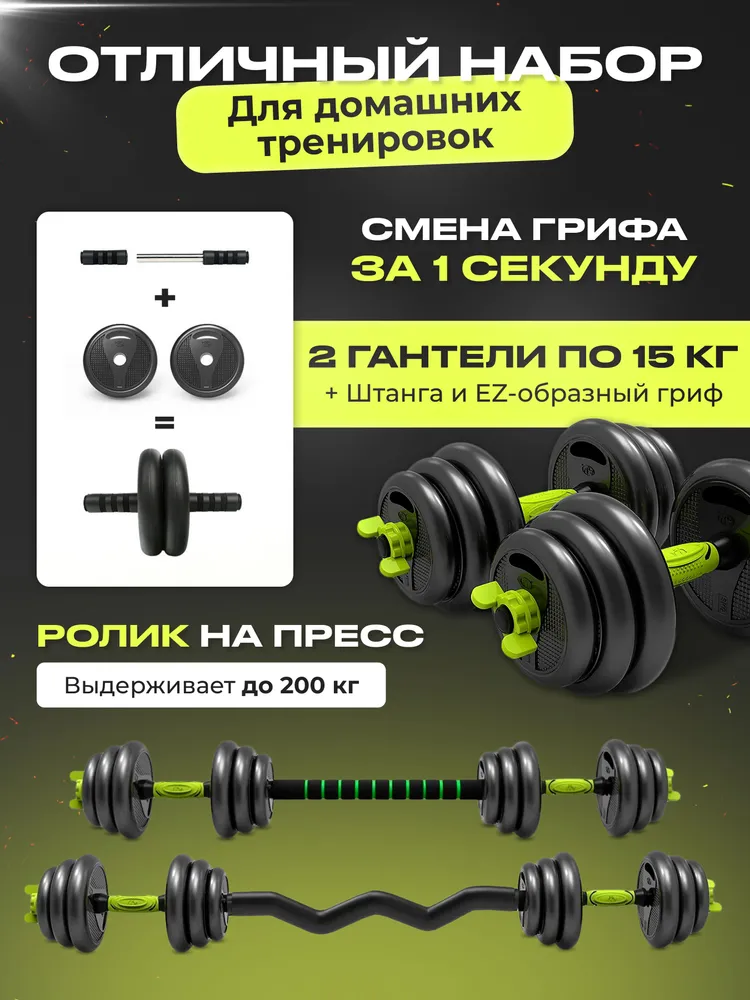 ОТЛИЧНЫЙ НАБОР
Для домашних
тренировок
СМЕНА ГРИФА
ЗА 1 СЕКУНДУ
+
=
2 ГАНТЕЛИ ПО 15 КГ
+ Штанга и EZ-образный гриф
РОЛИК НА ПРЕСС
Выдерживает до 200 кг